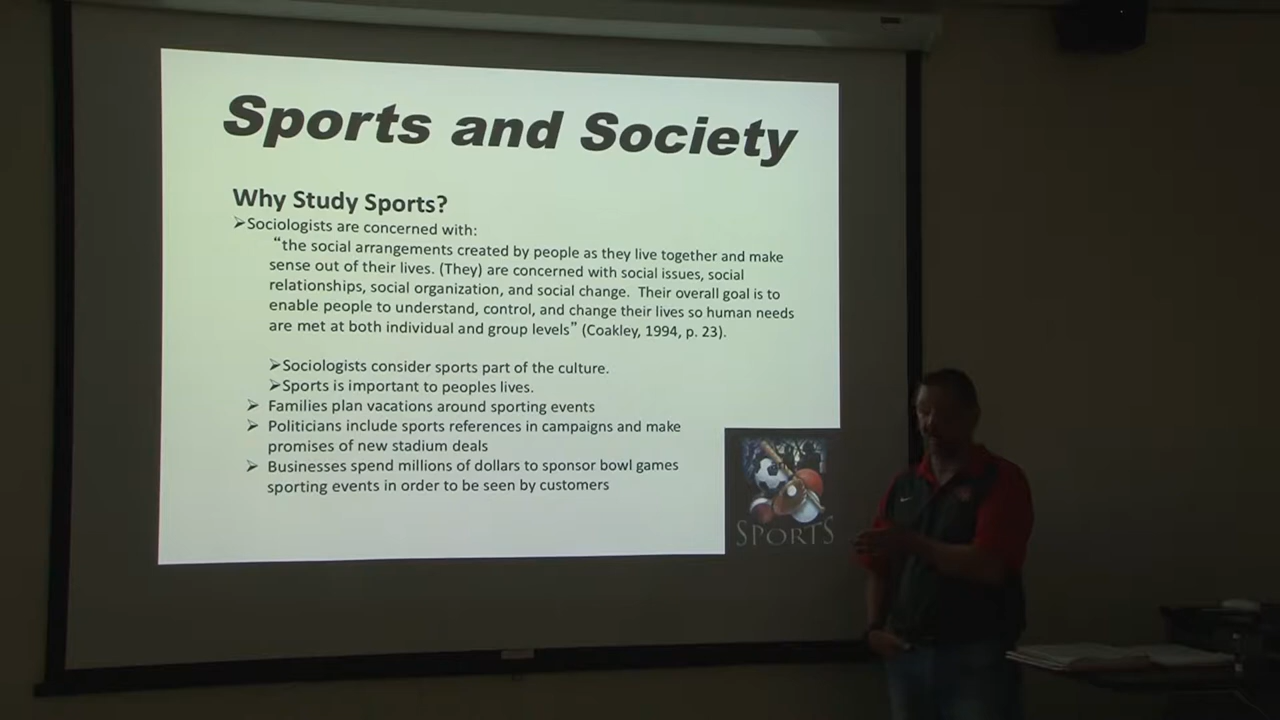 Sports and Society
Why Study Sports?
➢Sociologists are concerned with:
“the social arrangements created by people as they live together and make
sense out of their lives. (They) are concerned with social issues, social
relationships, social organization, and social change.  Their overall goal is to
enable people to understand, control, and change their lives so human needs
are met at both individual and group levels” (Coakley, 1994, p. 23).
➢Sociologists consider sports part of the culture.
➢Sports is important to peoples lives.
➢ Families plan vacations around sporting events
➢ Politicians include sports references in campaigns and make
promises of new stadium deals
➢ Businesses spend millions of dollars to sponsor bowl games
sporting events in order to be seen by customers
SPORTS